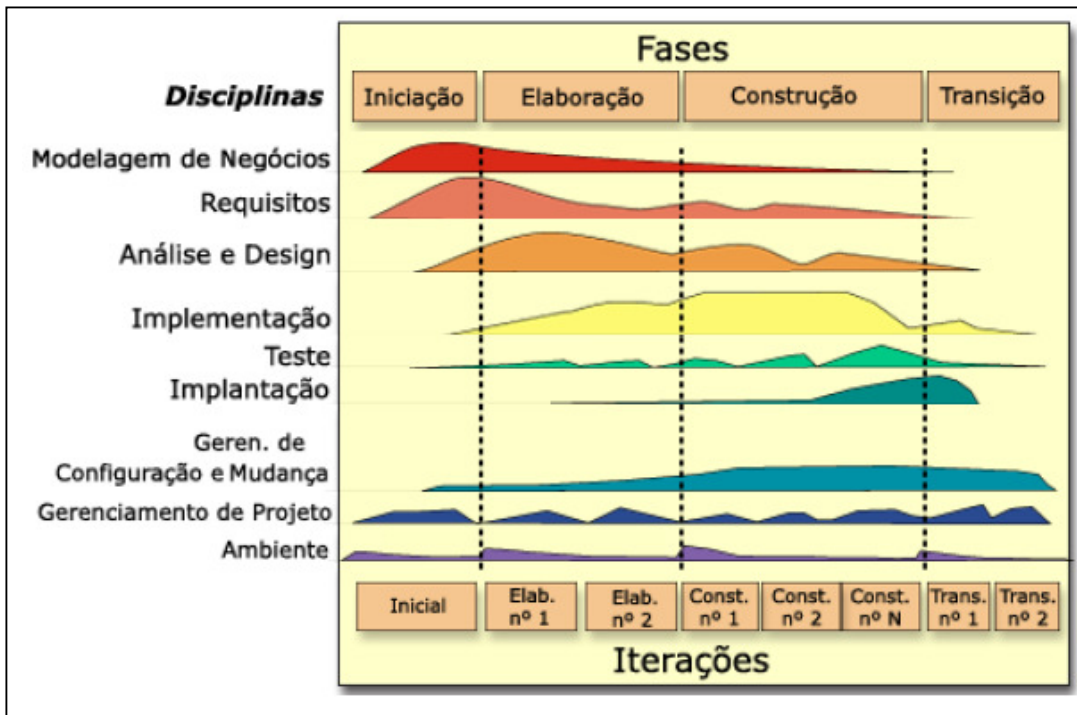 Fases
Disciplinas
Iniciação
Elaboração
Construção
Transição
Modelagem de Negócios
Requisitos
Análise e Design
Implementação
Teste
Implantação
Geren. de
Configuração e Mudança
Gerenciamento de Projeto
Ambiente
Inicial
Elab.
nº 1
Elab.
nº 2
Const.
nº 1
Const.
nº 2
Const.
nº N
Trans.
nº 1
Trans.
nº 2
Iterações